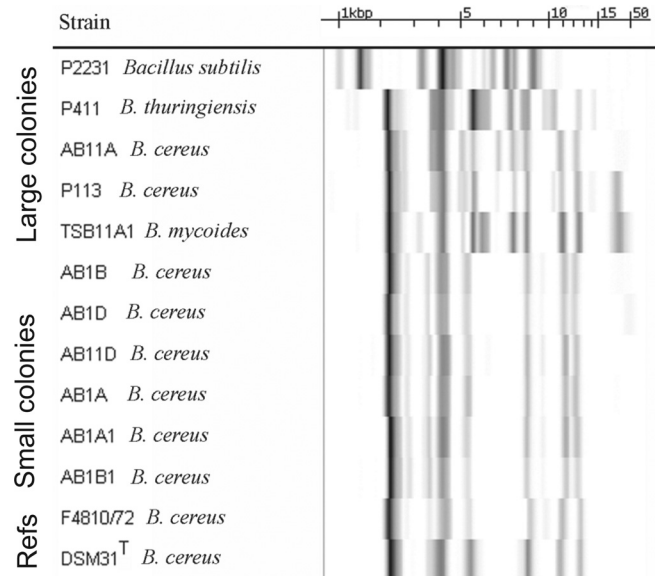 Strain
1kbp 5 10 15 50
P2231 Bacillus subtilis
P411 B. thuringiensis
AB11A B. cereus
P113 B. cereus
TSB11A1 B. mycoides
AB1B B. cereus
AB1D B. cereus
AB11D B. cereus
AB1A B. cereus
AB1A1 B. cereus
AB1B1 B. cereus
F4810/72 B. cereus
DSM31T B. cereus
Large colonies
Small colonies
Refs